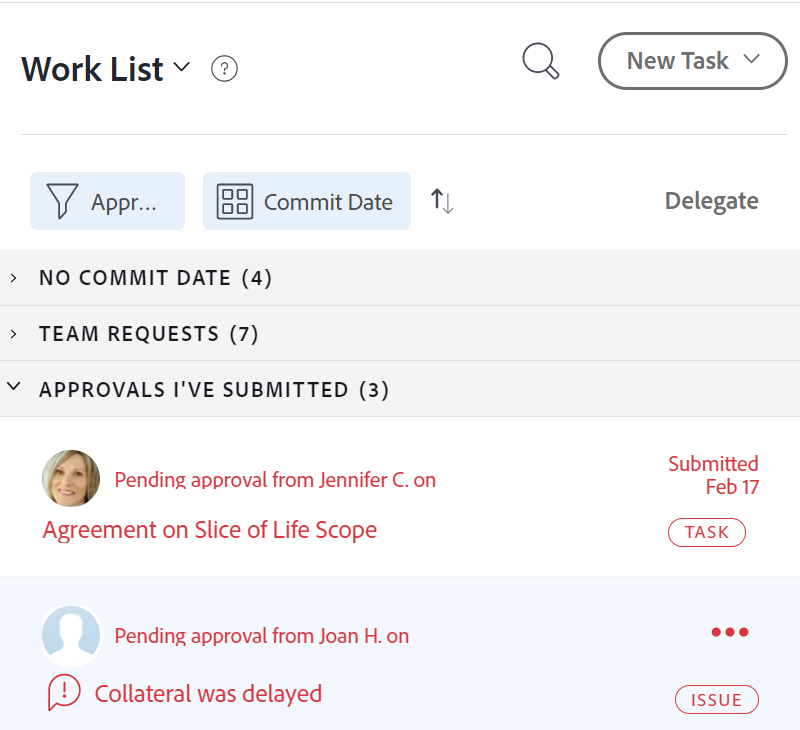 Work List
?
New Task
Appr...
Commit Date
Delegate
NO COMMIT DATE (4)
TEAM REQUESTS (7)
APPROVALS I'VE SUBMITTED (3)
Pending approval from Jennifer C. on
Submitted
Feb 17
Agreement on Slice of Life Scope
TASK
Pending approval from Joan H. on
Collateral was delayed
ISSUE